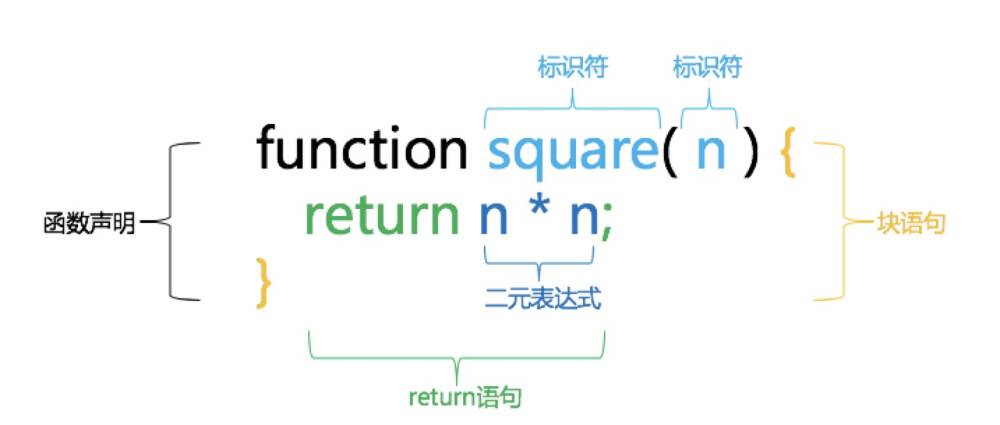 标识符 标识符
function square( n ) {
函数声明 return n * n; 块语句
}
二元表达式
return语句